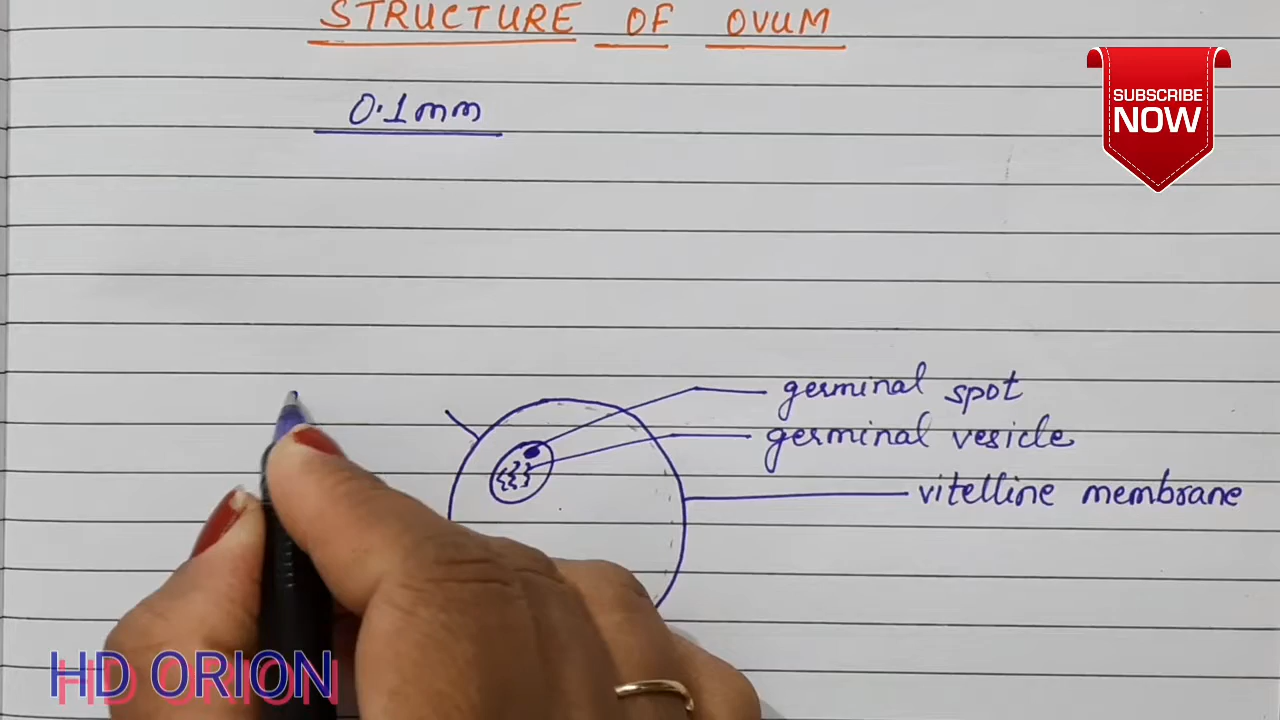 STRUCTURE OF OVUM
0.1mm
SUBSCRIBE
NOW
germinal spot
germinal vesicle
vitelline membrane
HD ORION